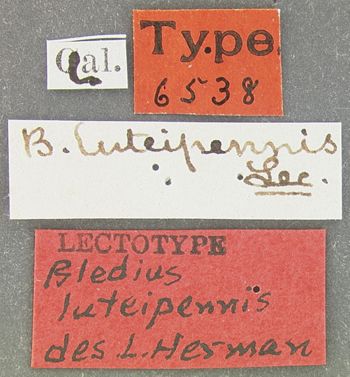 Cal.
Type.
6538
B. luteipennis
Lec.
LECTOTYPE
Bledius
luteipennis
des L. Herman